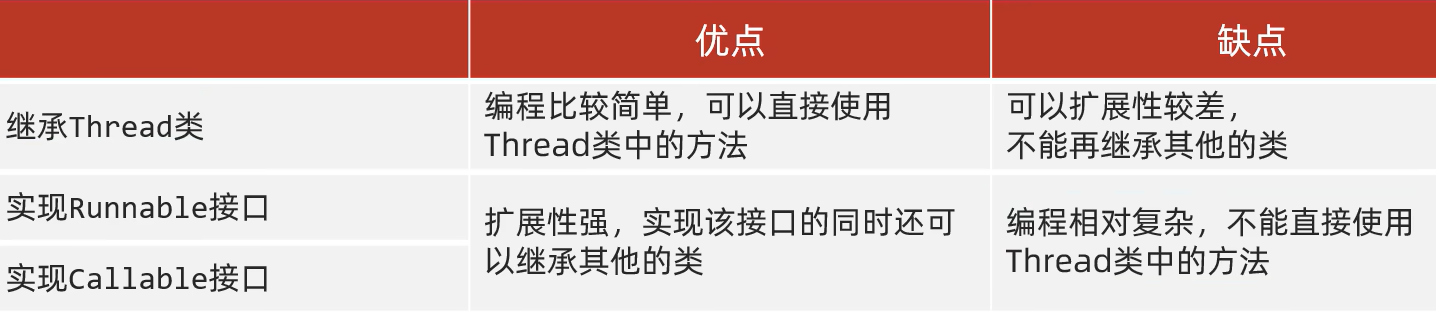 优点
缺点
继承Thread类
编程比较简单，可以直接使用
Thread类中的方法
可以扩展性较差，
不能再继承其他的类
实现Runnable接口
实现Callable接口
扩展性强，实现该接口的同时还可
以继承其他的类
编程相对复杂，不能直接使用
Thread类中的方法